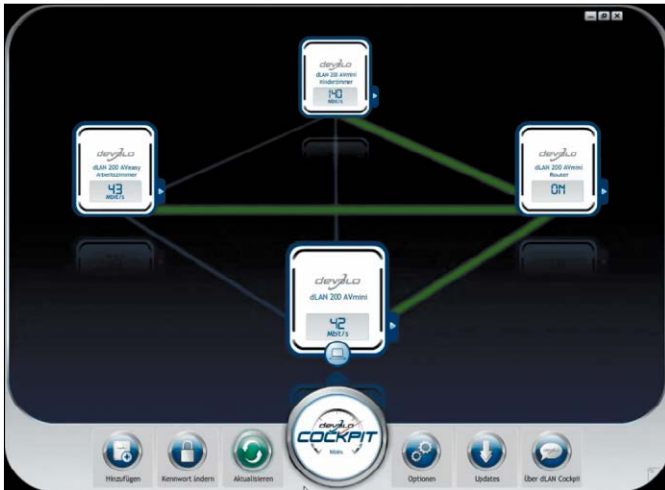 devolo
dLAN 200 AVmini
Kinderzimmer
140
Mbit/s
devolo
dLAN 200 AVeasy
Arbeitszimmer
43
Mbit/s
devolo
dLAN 200 AVmini
Router
ON
devolo
dLAN 200 AVmini
42
Mbit/s
devolo
COCKPIT
Hinzufügen
Kennwort ändern
Aktualisieren
Optionen
Updates
Über dLAN Cockpit